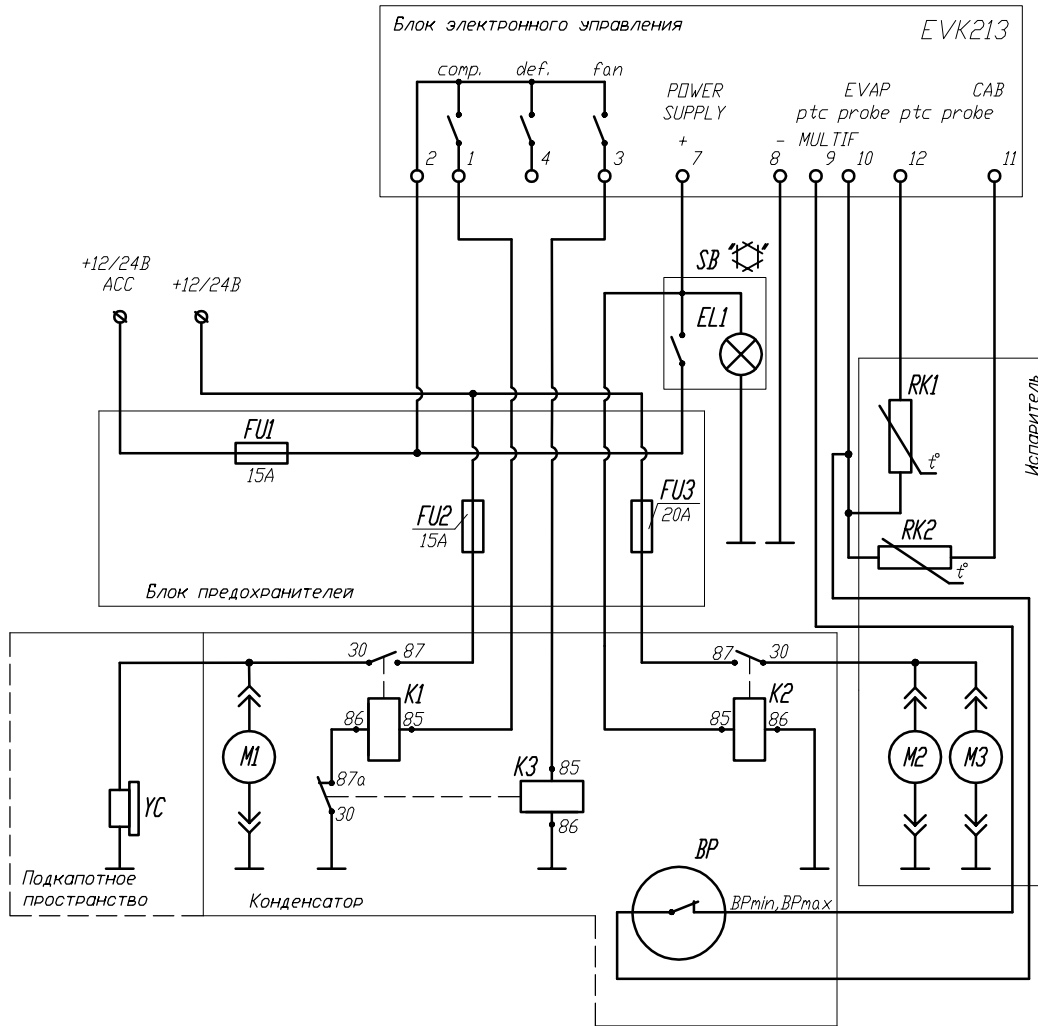 Блок электронного управления
EVK213
comp. def. fan
POWER
SUPPLY
+
EVAP
CAB
ptc probe ptc probe
- MULTIF
2 1 4 3 7 8 9 10 12 11
+12/24В
АСС
+12/24В
SB "
"
EL1
FU1
15А
FU2
15А
FU3
20А
Блок предохранителей
RK1
t°
RK2
t°
Испаритель
30 87
87 30
K1
86 85
K2
85 86
M1
M2
M3
87а
30
K3
85
86
YC
BP
BPmin,BPmax
Подкапотное
пространство
Конденсатор